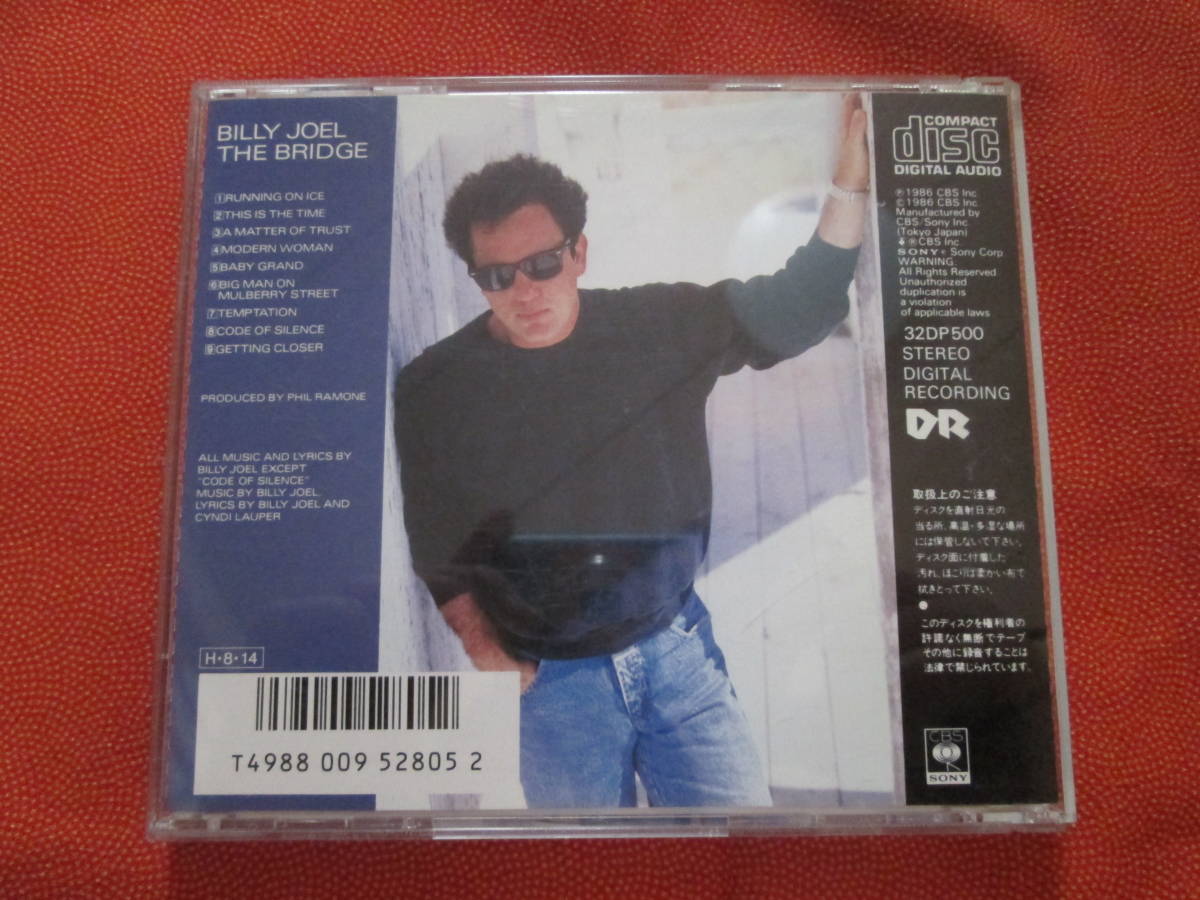 BILLY JOEL
THE BRIDGE
1 RUNNING ON ICE
2 THIS IS THE TIME
3 A MATTER OF TRUST
4 MODERN WOMAN
5 BABY GRAND
6 BIG MAN ON
MULBERRY STREET
7 TEMPTATION
8 CODE OF SILENCE
9 GETTING CLOSER
PRODUCED BY PHIL RAMONE
ALL MUSIC AND LYRICS BY
BILLY JOEL EXCEPT
"CODE OF SILENCE"
MUSIC BY BILLY JOEL.
LYRICS BY BILLY JOEL AND
CYNDI LAUPER
H・8・14
T4988 009 52805 2
COMPACT
disc
DIGITAL AUDIO
℗1986 CBS Inc
©1986 CBS Inc
Manufactured by
CBS/Sony Inc
(Tokyo Japan)
®CBS Inc
SONY® Sony Corp
WARNING.
All Rights Reserved
Unauthorized
duplication is
a violation
of applicable laws
32DP500
STEREO
DIGITAL
RECORDING
DR
取扱上のご注意
ディスクを直射日光の
当る所、高温・多湿な場所
には保管しないで下さい。
ディスク面に付着した
汚れ、ほこりは柔かい布で
拭きとって下さい。
●
このディスクを権利者の
許諾なく無断でテープ
その他に録音することは
法律で禁じられています。
CBS
SONY